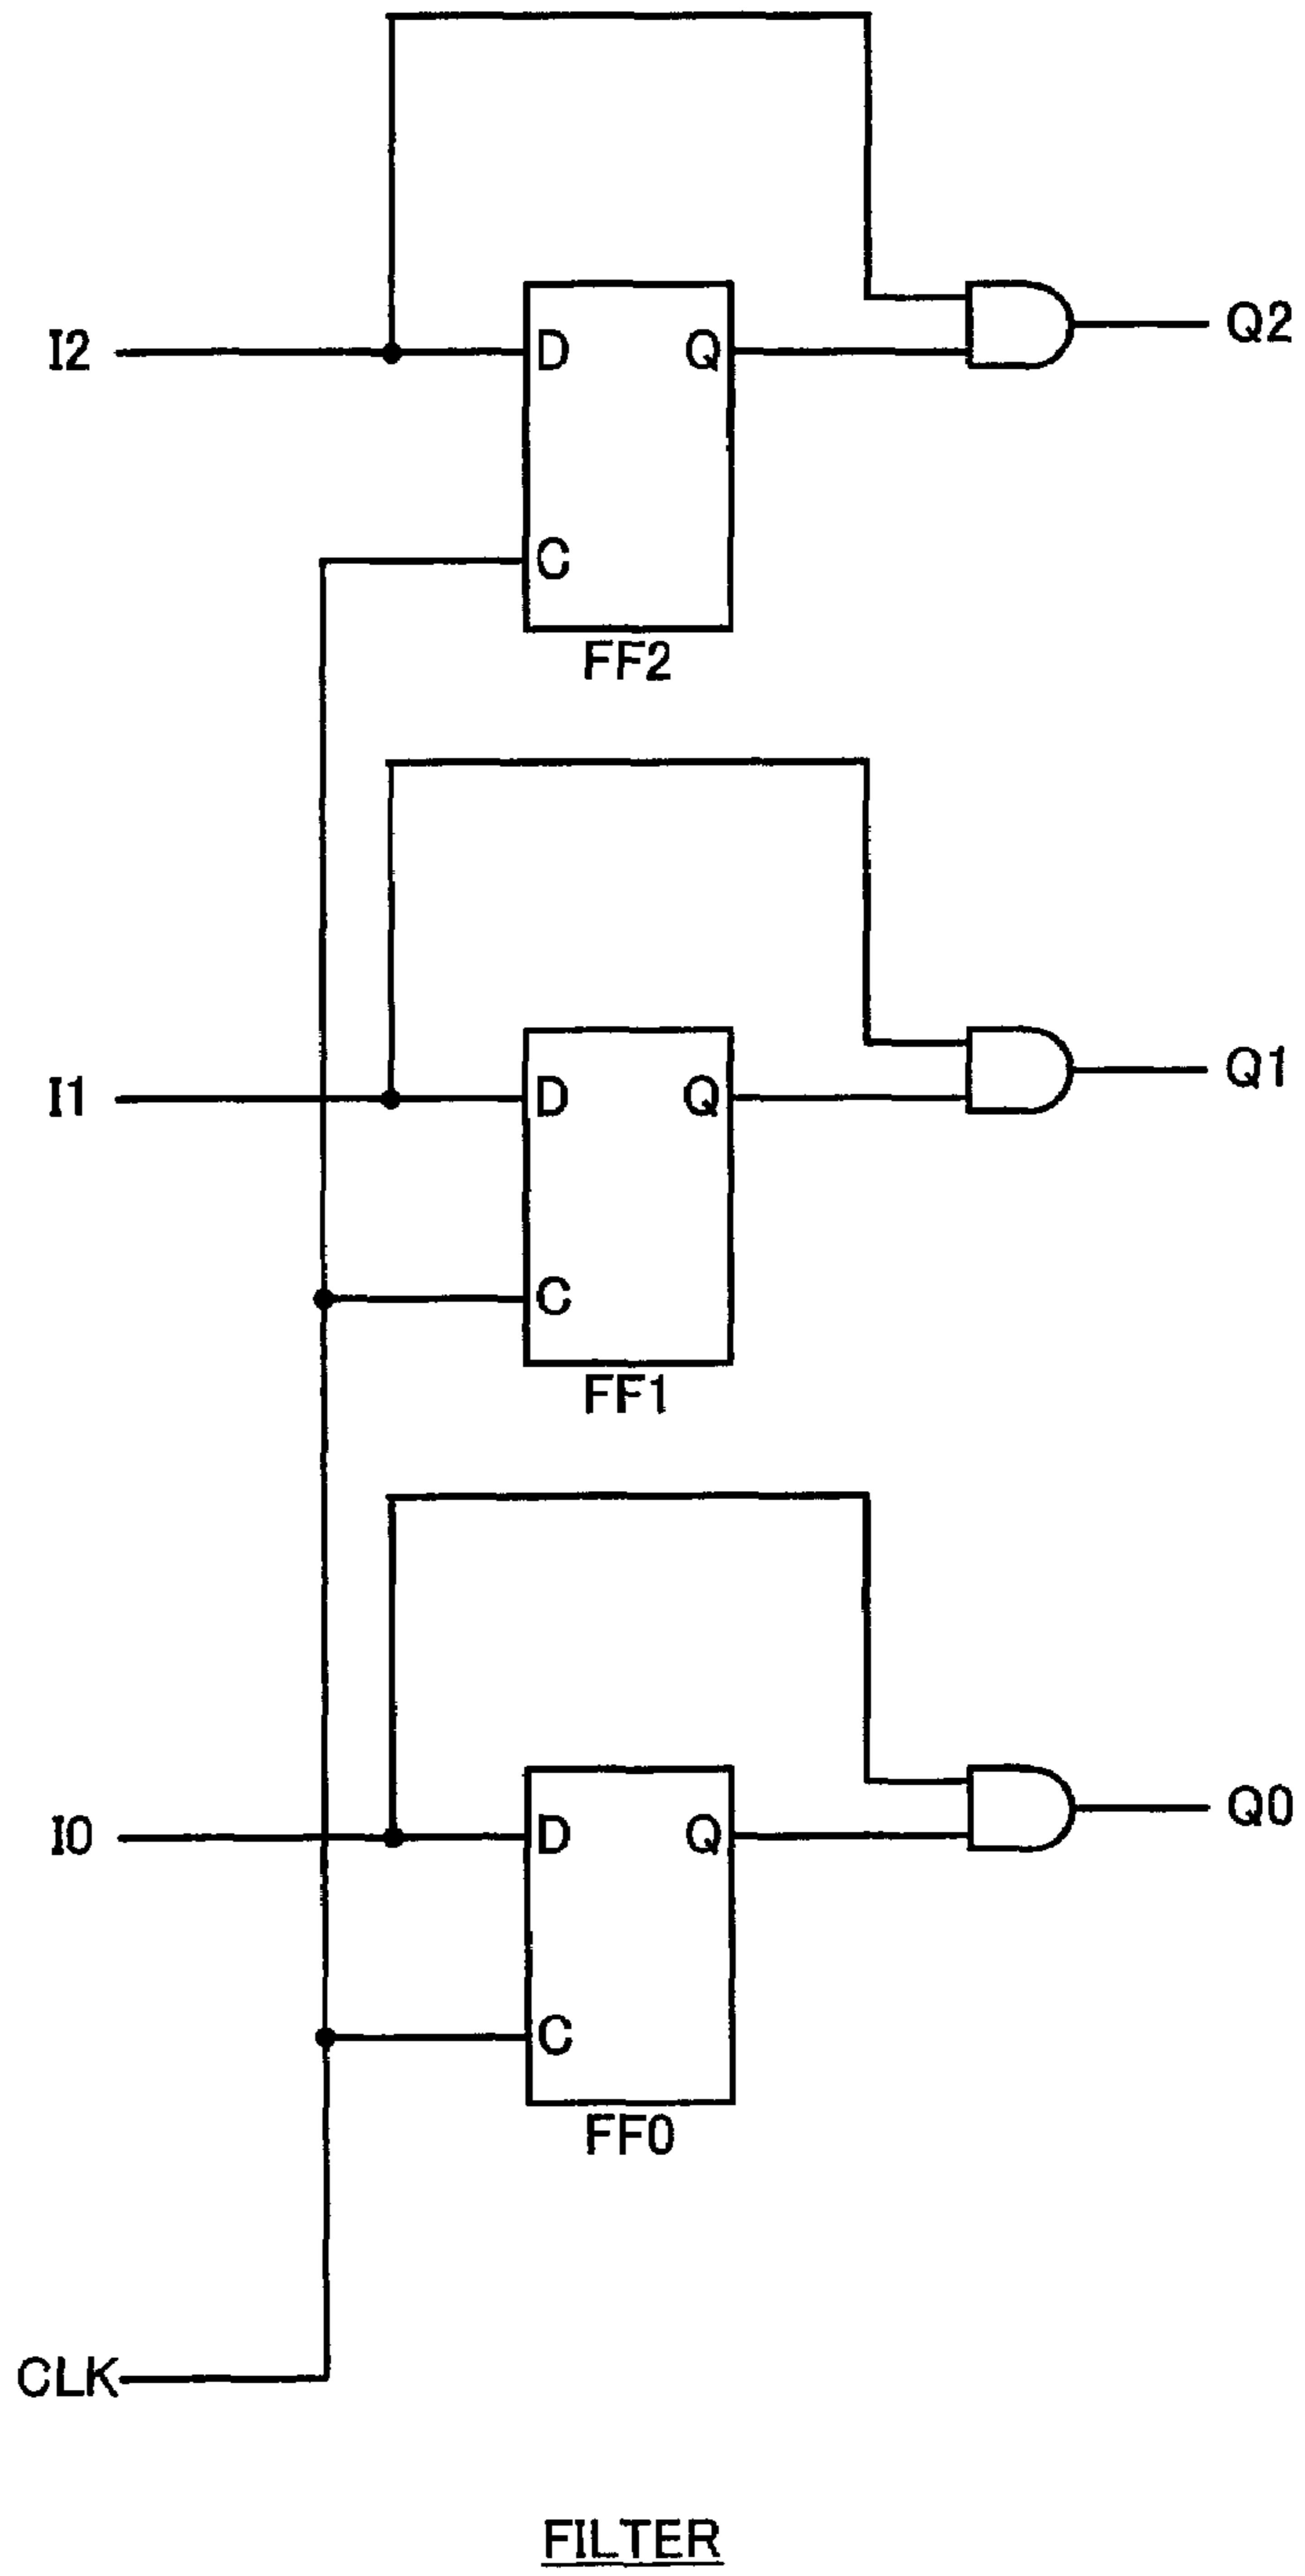 I2 D Q Q2
C
FF2
I1 D Q Q1
C
FF1
I0 D Q Q0
C
FF0
CLK
FILTER